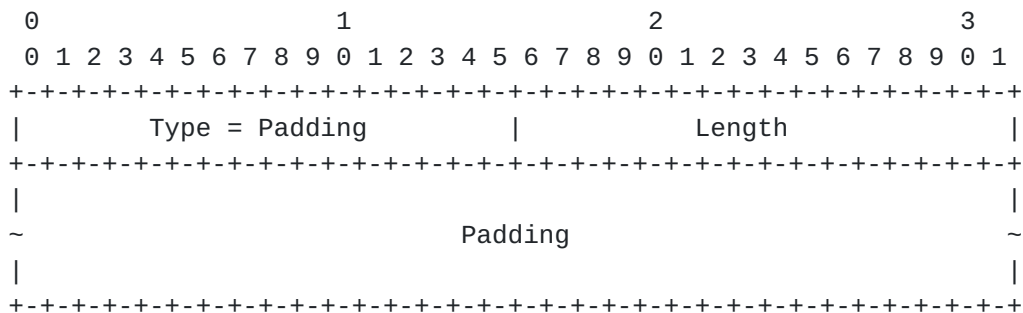 0                   1                   2                   3
 0 1 2 3 4 5 6 7 8 9 0 1 2 3 4 5 6 7 8 9 0 1 2 3 4 5 6 7 8 9 0 1
+-+-+-+-+-+-+-+-+-+-+-+-+-+-+-+-+-+-+-+-+-+-+-+-+-+-+-+-+-+-+-+-+
|        Type = Padding         |           Length              |
+-+-+-+-+-+-+-+-+-+-+-+-+-+-+-+-+-+-+-+-+-+-+-+-+-+-+-+-+-+-+-+-+
|                                                               |
~                            Padding                            ~
|                                                               |
+-+-+-+-+-+-+-+-+-+-+-+-+-+-+-+-+-+-+-+-+-+-+-+-+-+-+-+-+-+-+-+-+